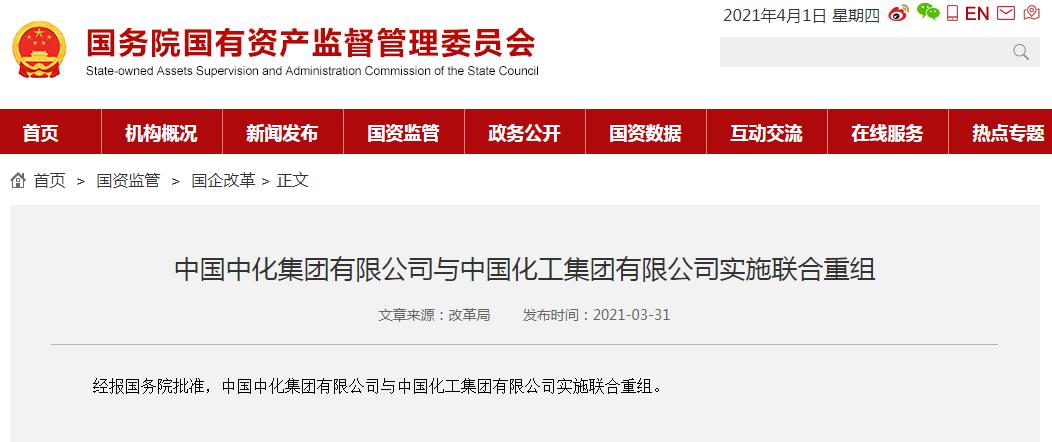 2021年4月1日 星期四 EN
国务院国有资产监督管理委员会
State-owned Assets Supervision and Administration Commission of the State Council
首页 机构概况 新闻发布 国资监管 政务公开 国资数据 互动交流 在线服务 热点专题
首页 > 国资监管 > 国企改革 > 正文
中国中化集团有限公司与中国化工集团有限公司实施联合重组
文章来源：改革局 发布时间：2021-03-31
经报国务院批准，中国中化集团有限公司与中国化工集团有限公司实施联合重组。